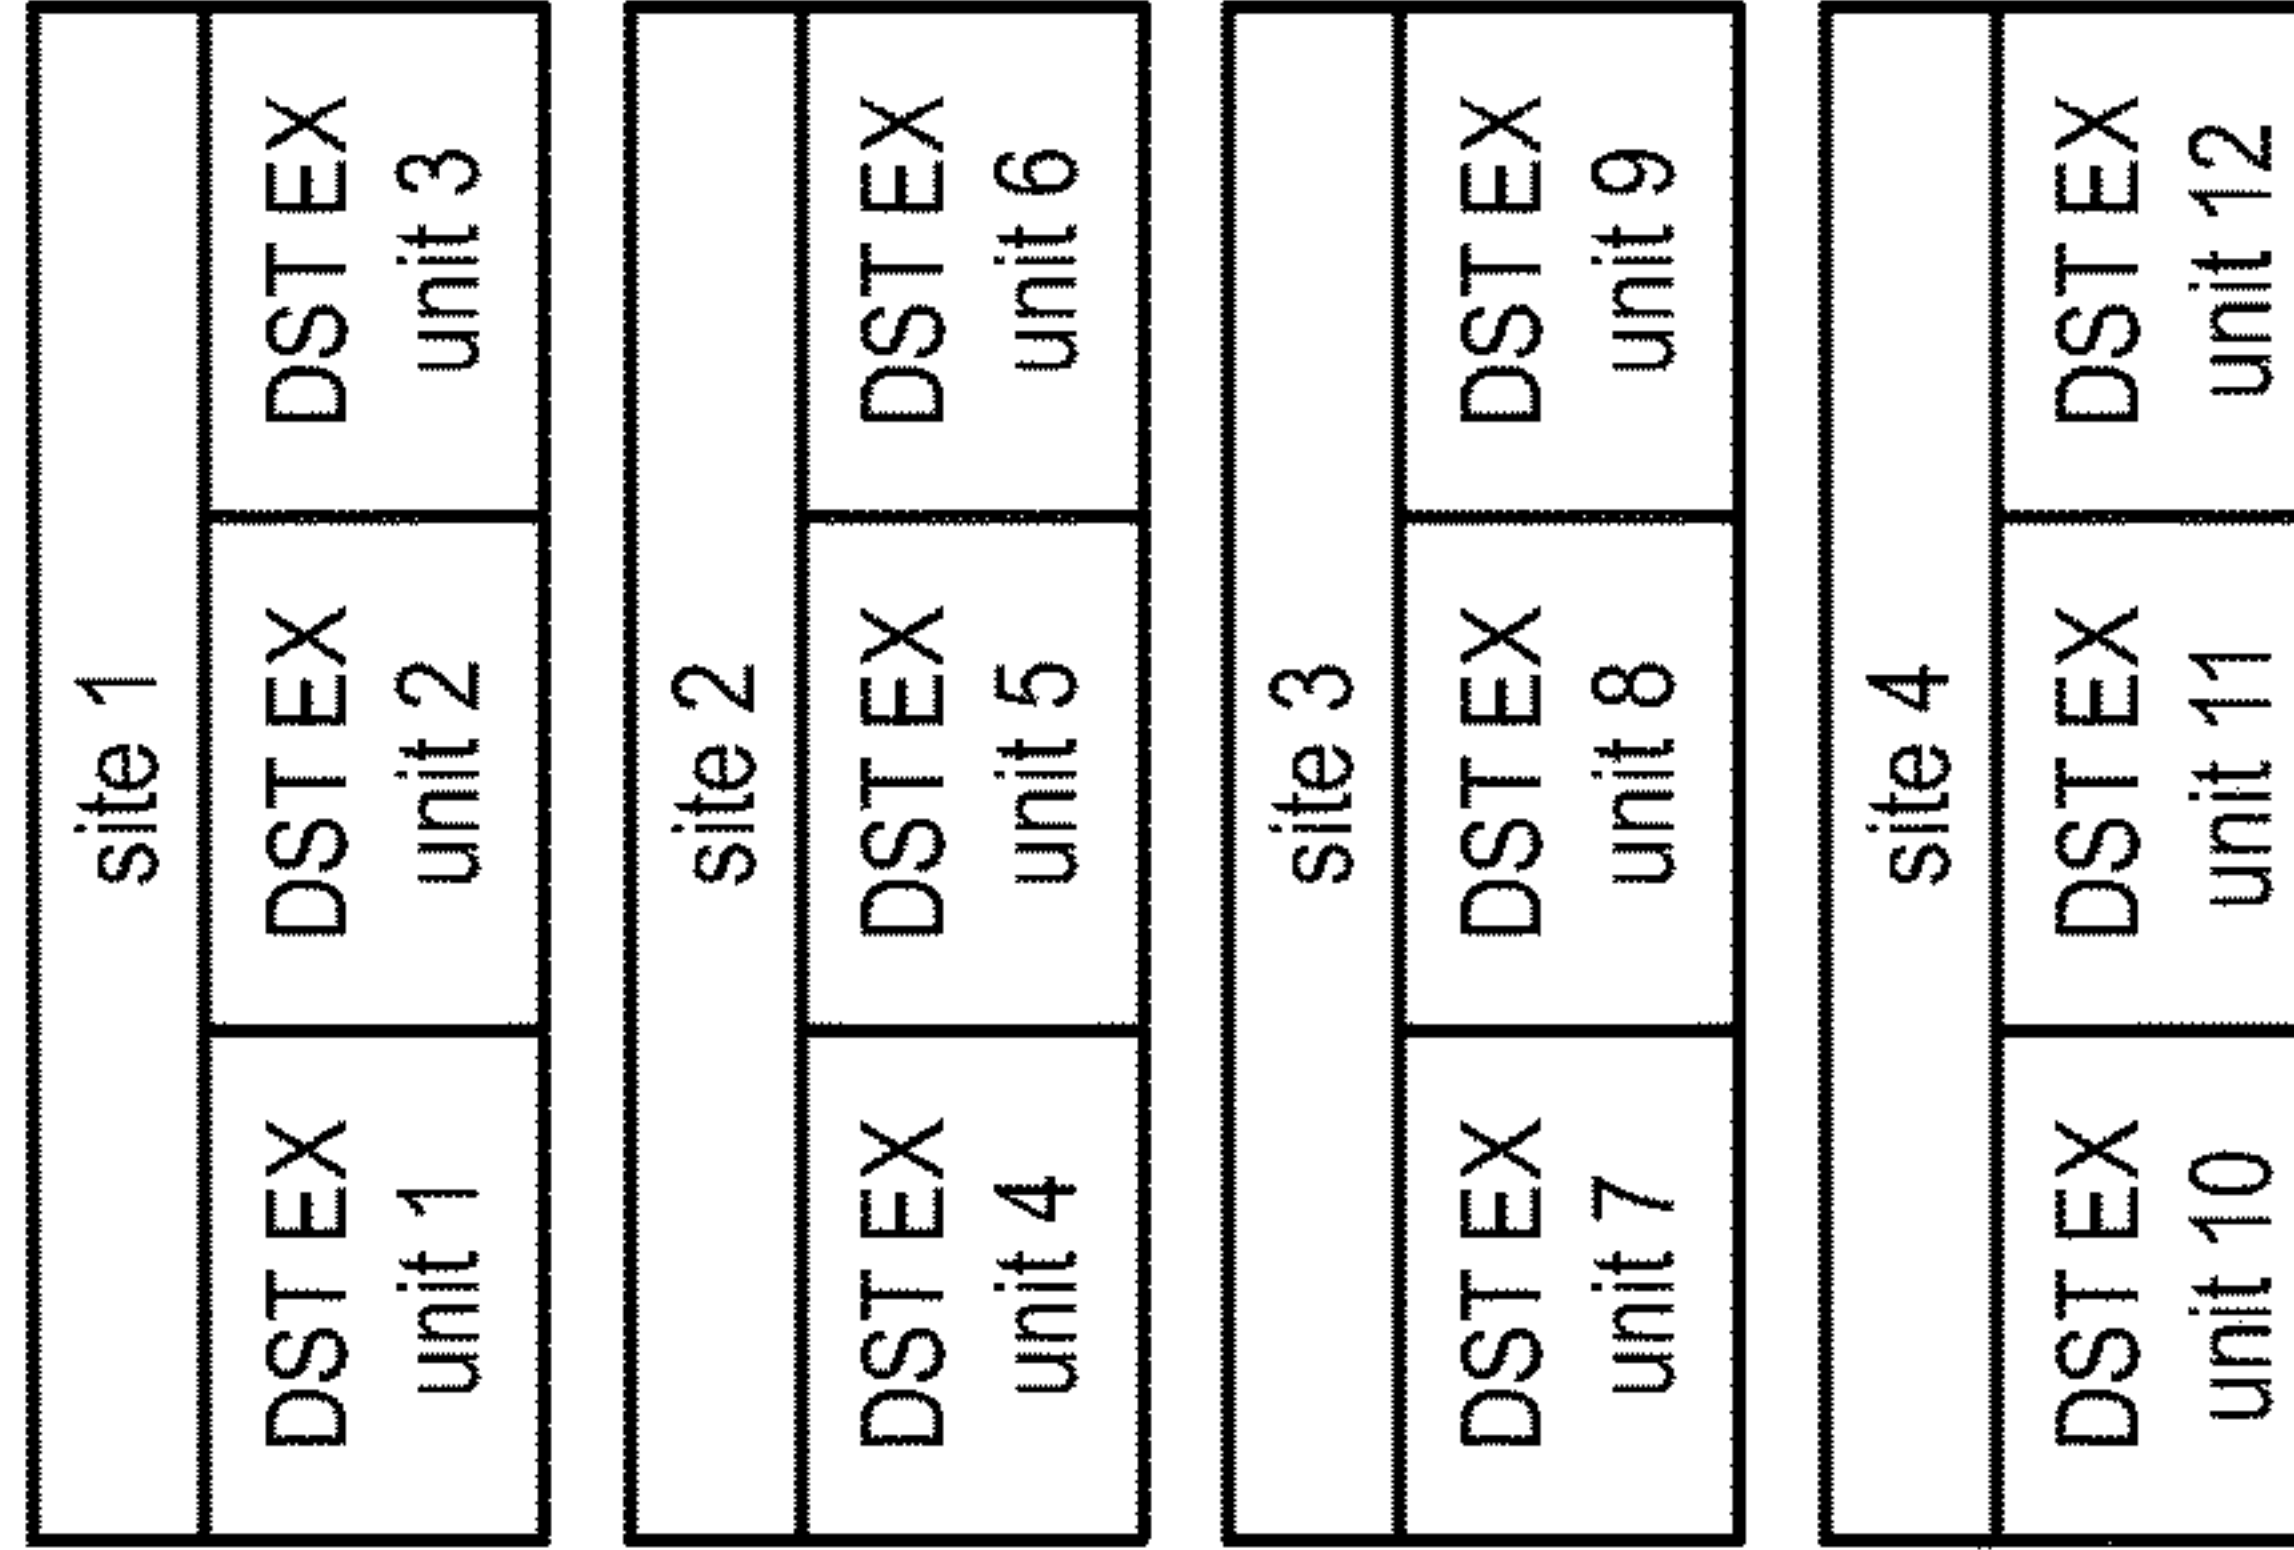 site 1
DST EX
unit 1
DST EX
unit 2
DST EX
unit 3
site 2
DST EX
unit 4
DST EX
unit 5
DST EX
unit 6
site 3
DST EX
unit 7
DST EX
unit 8
DST EX
unit 9
site 4
DST EX
unit 10
DST EX
unit 11
DST EX
unit 12